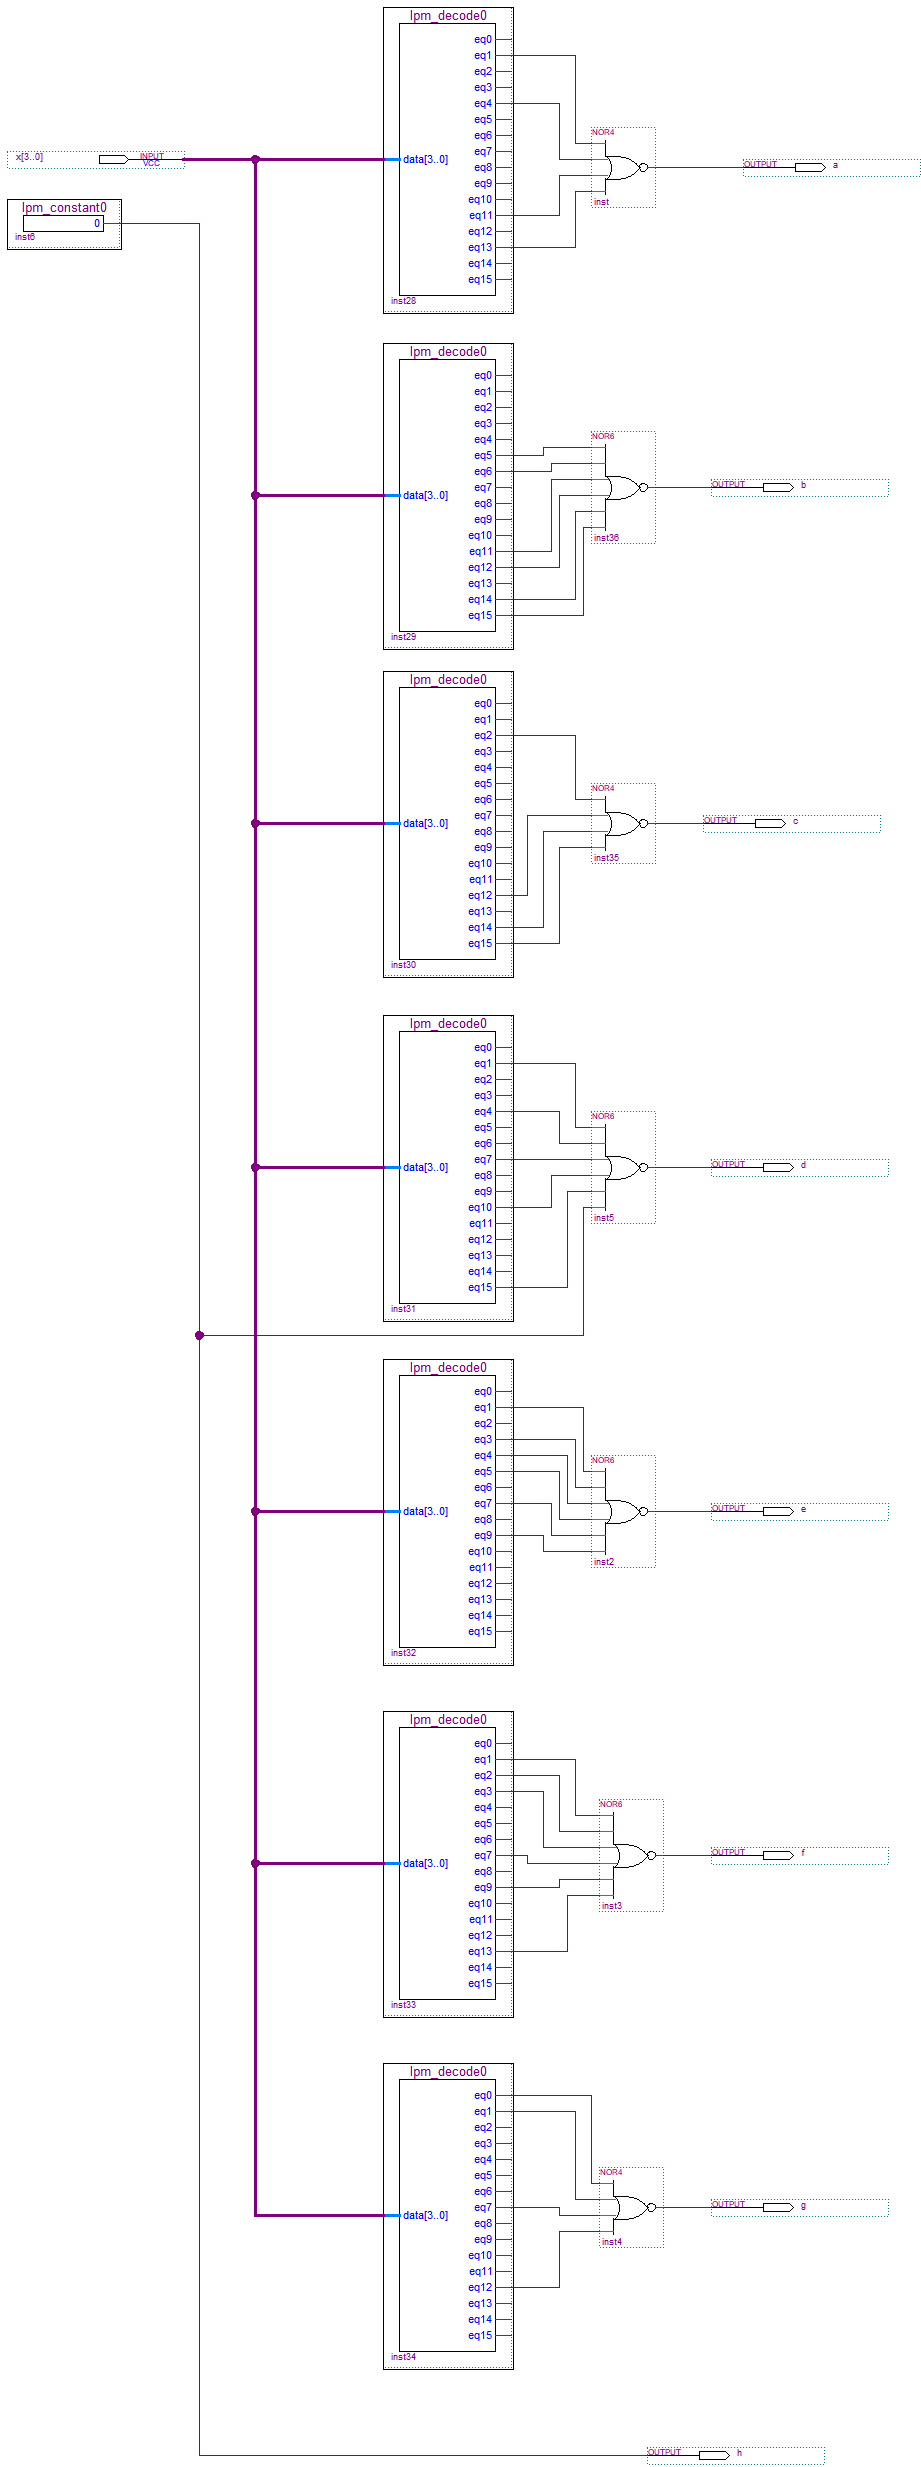 lpm_decode0
eq0
eq1
eq2
eq3
eq4
eq5
eq6
eq7
eq8
eq9
eq10
eq11
eq12
eq13
eq14
eq15
data[3..0]
inst28
x[3..0]
INPUT
VCC
lpm_constant0
0
inst6
NOR4
inst
OUTPUT
a
lpm_decode0
eq0
eq1
eq2
eq3
eq4
eq5
eq6
eq7
eq8
eq9
eq10
eq11
eq12
eq13
eq14
eq15
data[3..0]
inst29
NOR6
inst36
OUTPUT
b
lpm_decode0
eq0
eq1
eq2
eq3
eq4
eq5
eq6
eq7
eq8
eq9
eq10
eq11
eq12
eq13
eq14
eq15
data[3..0]
inst30
NOR4
inst35
OUTPUT
c
lpm_decode0
eq0
eq1
eq2
eq3
eq4
eq5
eq6
eq7
eq8
eq9
eq10
eq11
eq12
eq13
eq14
eq15
data[3..0]
inst31
NOR6
inst5
OUTPUT
d
lpm_decode0
eq0
eq1
eq2
eq3
eq4
eq5
eq6
eq7
eq8
eq9
eq10
eq11
eq12
eq13
eq14
eq15
data[3..0]
inst32
NOR6
inst2
OUTPUT
e
lpm_decode0
eq0
eq1
eq2
eq3
eq4
eq5
eq6
eq7
eq8
eq9
eq10
eq11
eq12
eq13
eq14
eq15
data[3..0]
inst33
NOR6
inst3
OUTPUT
f
lpm_decode0
eq0
eq1
eq2
eq3
eq4
eq5
eq6
eq7
eq8
eq9
eq10
eq11
eq12
eq13
eq14
eq15
data[3..0]
inst34
NOR4
inst4
OUTPUT
g
OUTPUT
h